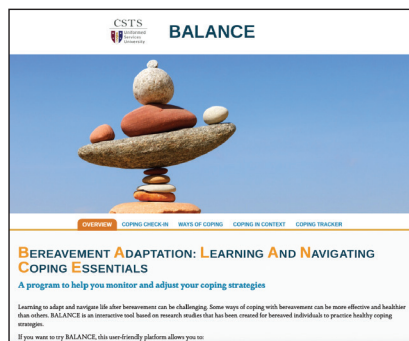 CSTS
Uniformed
Services
University
BALANCE
OVERVIEW COPING CHECK-IN WAYS OF COPING COPING IN CONTEXT COPING TRACKER
BEREAVEMENT ADAPTATION: LEARNING AND NAVIGATING
COPING ESSENTIALS
A program to help you monitor and adjust your coping strategies
Learning to adapt and navigate life after bereavement can be challenging. Some ways of coping with bereavement can be more effective and healthier
than others. BALANCE is an interactive tool based on research studies that has been created for bereaved individuals to practice healthy coping
strategies.
If you want to try BALANCE, this user-friendly platform allows you to: